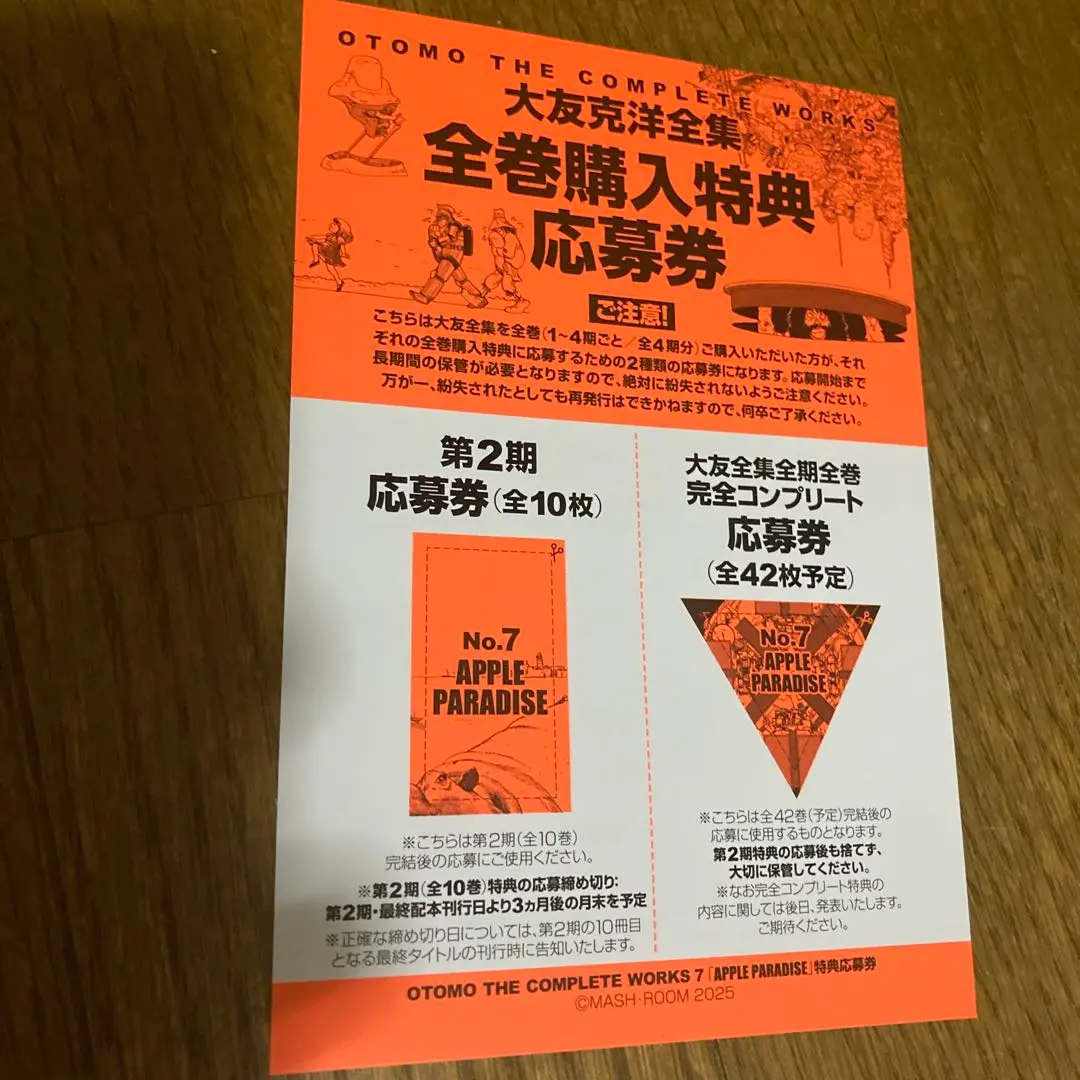 OTOMO THE COMPLETE WORKS
大友克洋全集
全巻購入特典
応募券
ご注意!
こちらは大友全集を全巻(1~4期ごと/全4期分)ご購入いただいた方が、それ
ぞれの全巻購入特典に応募するための2種類の応募券になります。応募開始まで
長期間の保管が必要となりますので、絶対に紛失されないようご注意ください。
万が一、紛失されたとしても再発行はできかねますので、何卒ご了承ください。
第2期
応募券(全10枚)
No.7
APPLE
PARADISE
※こちらは第2期(全10巻)
完結後の応募にご使用ください。
※第2期(全10巻)特典の応募締め切り:
第2期・最終配本刊行日より3ヵ月後の月末を予定
※正確な締め切り日については、第2期の10冊目
となる最終タイトルの刊行時に告知いたします。
大友全集全期全巻
完全コンプリート
応募券
(全42枚予定)
No.7
APPLE
PARADISE
※こちらは全42巻(予定)完結後の
応募に使用するものとなります。
第2期特典の応募後も捨てず、
大切に保管してください。
※なお完全コンプリート特典の
内容に関しては後日、発表いたします。
ご期待ください。
OTOMO THE COMPLETE WORKS 7「APPLE PARADISE」特典応募券
©MASH・ROOM 2025